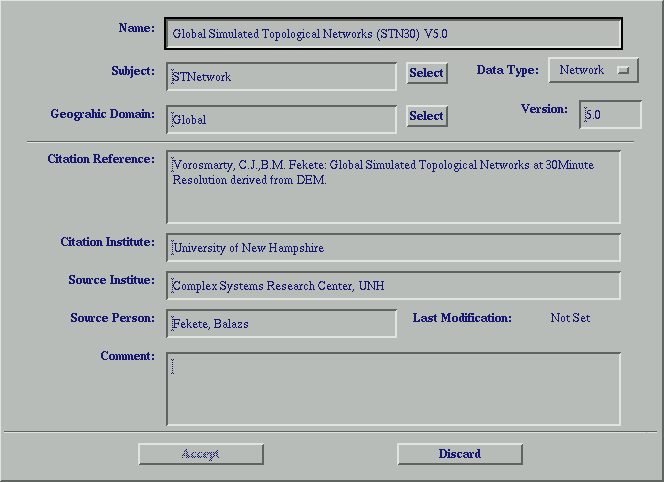 Name: Global Simulated Topological Networks (STN30) V5.0
Subject: STNetwork Select Data Type: Network
Geograhic Domain: Global Select Version: 5.0
Citation Reference: Vorosmarty, C.J.,B.M. Fekete: Global Simulated Topological Networks at 30Minute
Resolution derived from DEM.
Citation Institute: University of New Hampshire
Source Institue: Complex Systems Research Center, UNH
Source Person: Fekete, Balazs Last Modification: Not Set
Comment:
Accept Discard